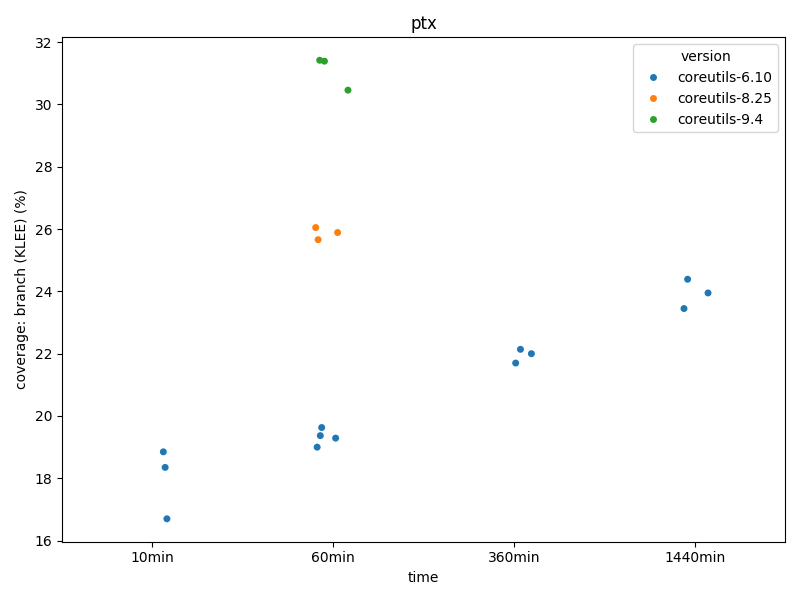 ptx
version
coreutils-6.10
coreutils-8.25
coreutils-9.4
coverage: branch (KLEE) (%)
32
30
28
26
24
22
20
18
16
10min
60min
360min
1440min
time